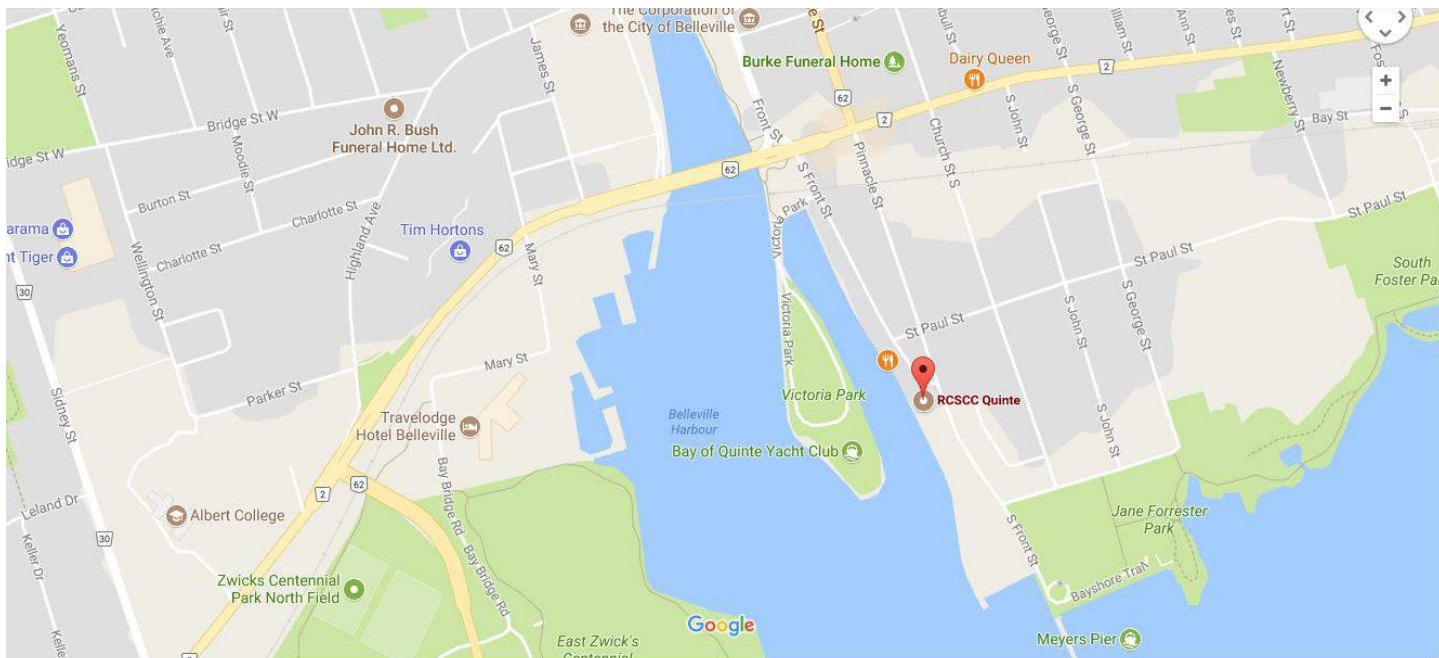 The Corporation of
the City of Belleville
Burke Funeral Home
Dairy Queen
Yeomans St
James St
Bridge St W
John R. Bush
Funeral Home Ltd.
Moodie St
Burton St
Charlotte St
Charlotte St
Highland Ave
Wellington St
Tim Hortons
Front St
S Front St
Pinnacle St
Church St S
S John St
S George St
S George St
Newberry St
Bay St
Ann St
62
2
2
62
62
30
Mary St
Mary St
Victoria
Park
Victoria Park
Victoria Park
St Paul St
St Paul St
St Paul St
South
S John St
S George St
S John St
RCSCC Quinte
Belleville
Harbour
Bay of Quinte Yacht Club
Parker St
Sidney St
Travelodge
Hotel Belleville
Bay Bridge Rd
Bay Bridge Rd
2
62
Leland Dr
Albert College
30
Keller Dr
Zwicks Centennial
Park North Field
East Zwick's
Google
Jane Forrester
Park
S Front St
Meyers Pier